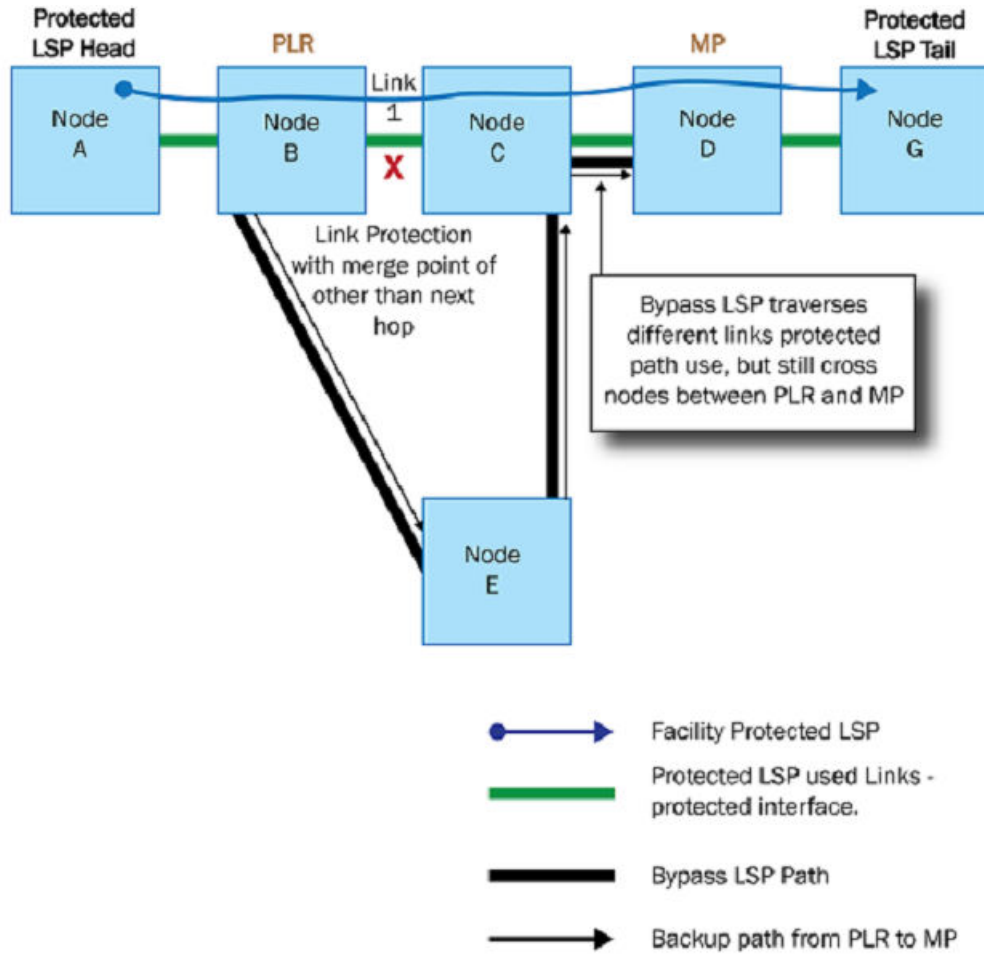 Protected
LSP Head
PLR
MP
Protected
LSP Tail
Node
A
Node
B
Link
1
X
Node
C
Node
D
Node
G
Link Protection
with merge point of
other than next
hop
Bypass LSP traverses
different links protected
path use, but still cross
nodes between PLR and MP
Node
E
Facility Protected LSP
Protected LSP used Links -
protected interface.
Bypass LSP Path
Backup path from PLR to MP